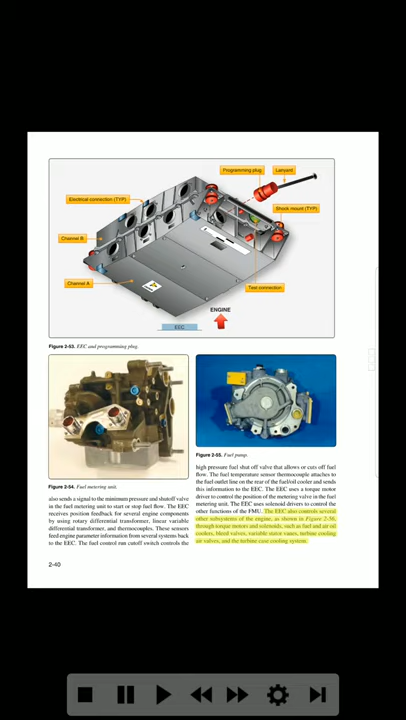 Programming plug
Lanyard
Electrical connection (TYP)
Shock mount (TYP)
Channel B
Channel A
Test connection
ENGINE
EEC
Figure 2-53. EEC and programming plug.
Figure 2-54. Fuel metering unit.
also sends a signal to the minimum pressure and shutoff valve
in the fuel metering unit to start or stop fuel flow. The EEC
receives position feedback for several engine components
by using rotary differential transformer, linear variable
differential transformer, and thermocouples. These sensors
feed engine parameter information from several systems back
to the EEC. The fuel control run cutoff switch controls the
Figure 2-55. Fuel pump.
high pressure fuel shut off valve that allows or cuts off fuel
flow. The fuel temperature sensor thermocouple attaches to
the fuel outlet line on the rear of the fuel/oil cooler and sends
this information to the EEC. The EEC uses a torque motor
driver to control the position of the metering valve in the fuel
metering unit. The EEC uses solenoid drivers to control the
other functions of the FMU. The EEC also controls several
other subsystems of the engine, as shown in Figure 2-56,
through torque motors and solenoids, such as fuel and air oil
coolers, bleed valves, variable stator vanes, turbine cooling
air valves, and the turbine case cooling system.
2-40